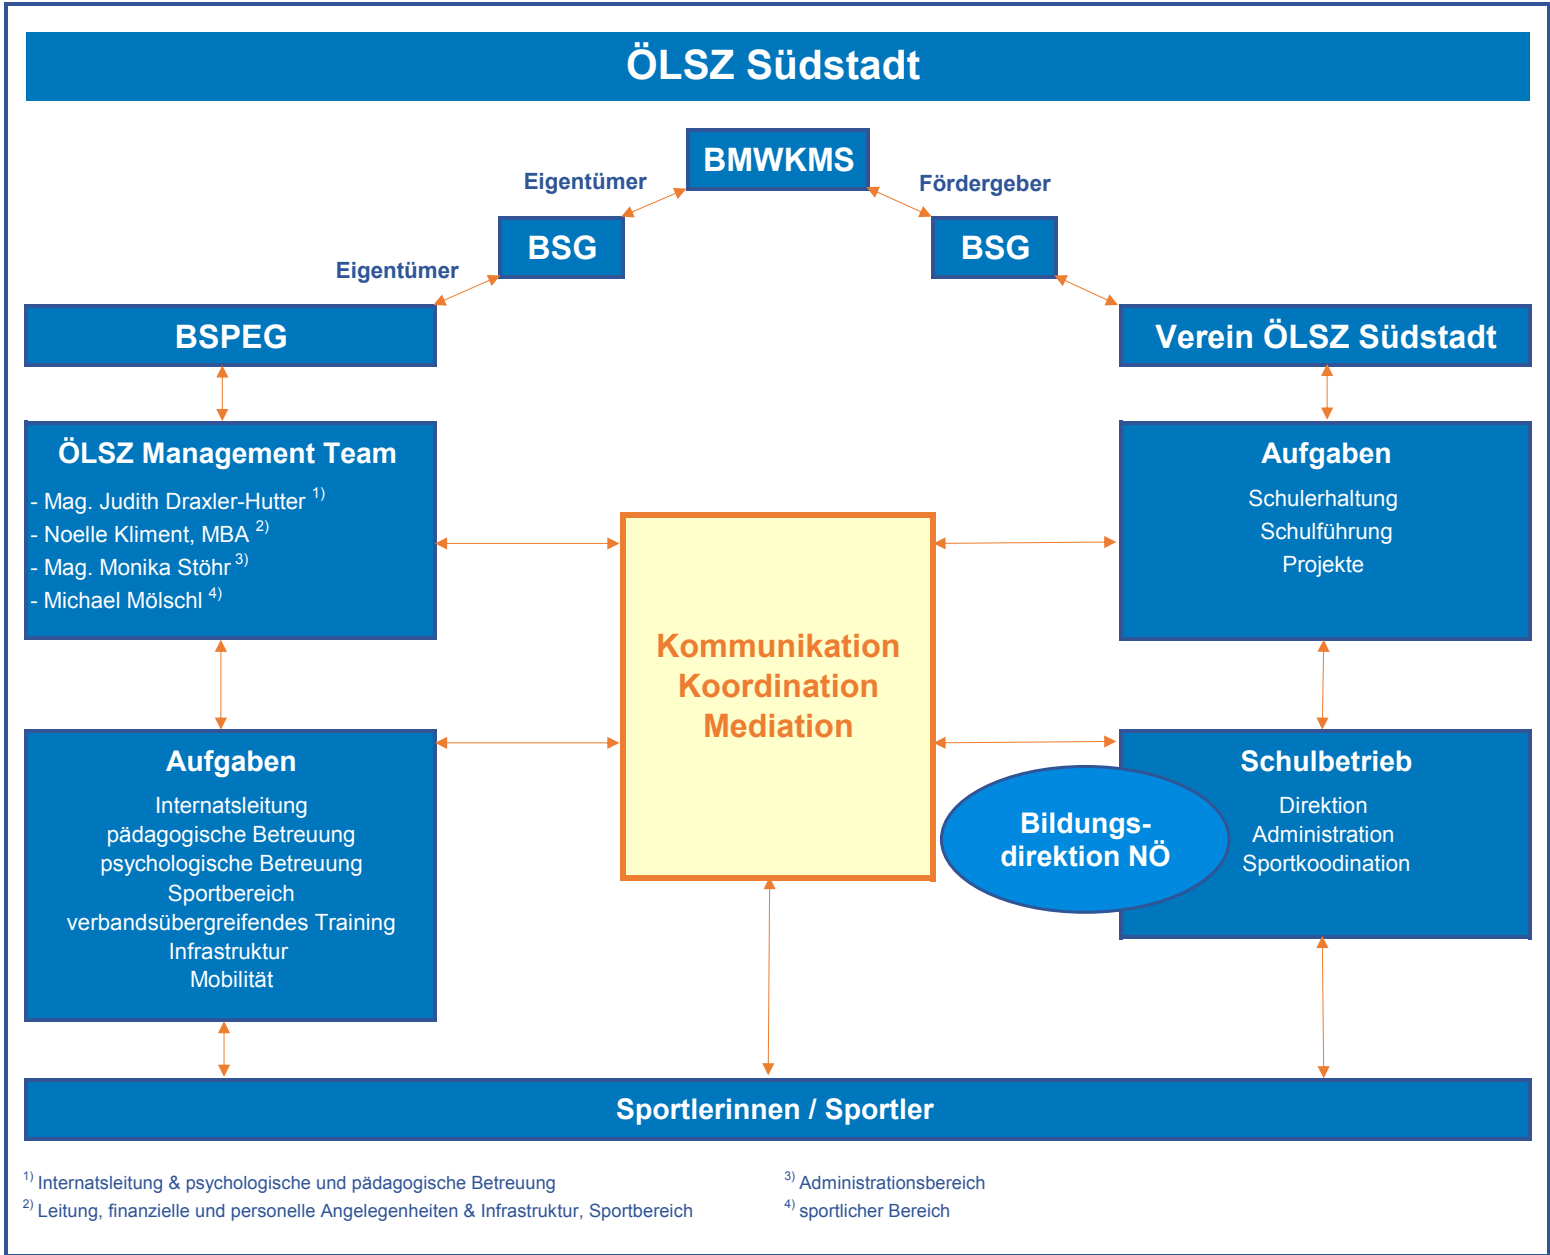 ÖLSZ Südstadt
BMWKMS
Eigentümer
Fördergeber
BSG
BSG
Eigentümer
BSPEG
Verein ÖLSZ Südstadt
ÖLSZ Management Team
- Mag. Judith Draxler-Hutter 1)
- Noelle Kliment, MBA 2)
- Mag. Monika Stöhr 3)
- Michael Mölschl 4)
Aufgaben
Schulerhaltung
Schulführung
Projekte
Kommunikation
Koordination
Mediation
Aufgaben
Internatsleitung
pädagogische Betreuung
psychologische Betreuung
Sportbereich
verbandsübergreifendes Training
Infrastruktur
Mobilität
Bildungs-
direktion NÖ
Schulbetrieb
Direktion
Administration
Sportkoodination
Sportlerinnen / Sportler
1) Internatsleitung & psychologische und pädagogische Betreuung
2) Leitung, finanzielle und personelle Angelegenheiten & Infrastruktur, Sportbereich
3) Administrationsbereich
4) sportlicher Bereich